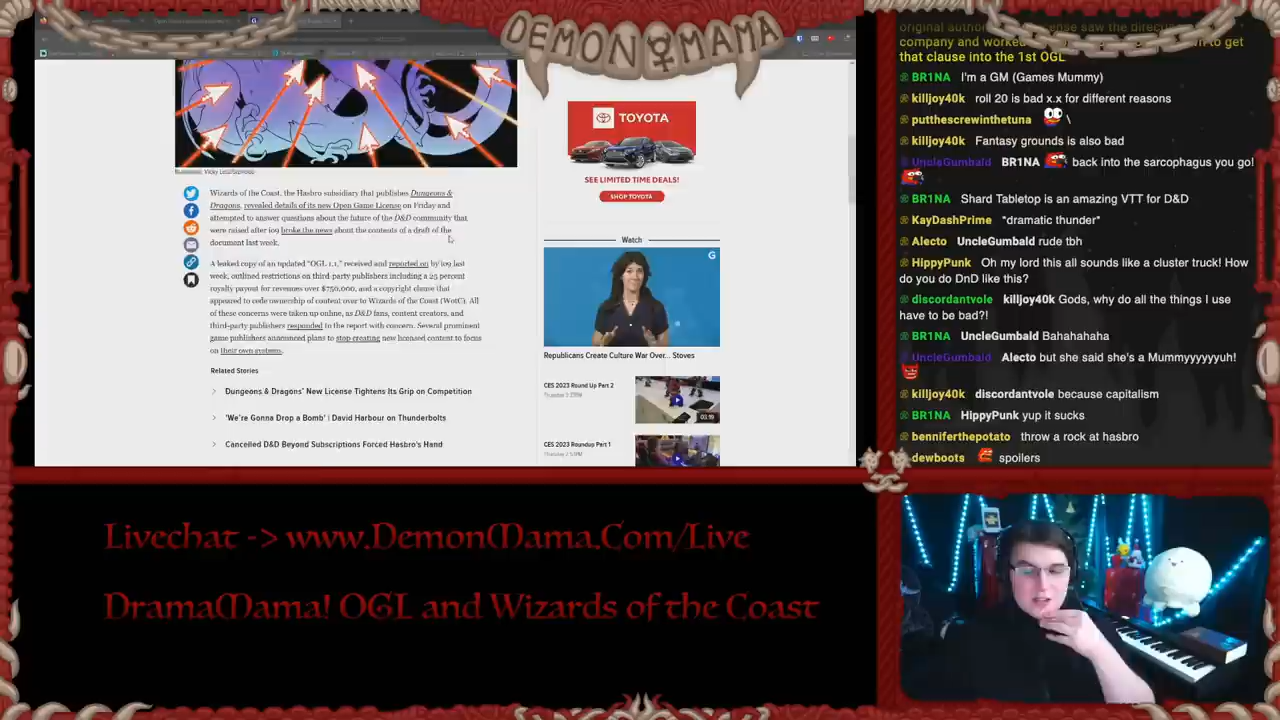 DEMON MAMA
TOYOTA
SEE LIMITED TIME DEALS!
SHOP TOYOTA
Wizards of the Coast, the Hasbro subsidiary that publishes Dungeons &
Dragons, revealed details of its new Open Game License on Friday and
attempted to answer questions about the future of the D&D community that
were raised after io9 broke the news about the contents of a draft of the
document last week.
A leaked copy of an updated "OGL 1.1," received and reported on by io9 last
week, outlined restrictions on third-party publishers including a 25 percent
royalty payout for revenues over $750,000, and a copyright clause that
appeared to cede ownership of content over to Wizards of the Coast (WotC). All
of these concerns were taken up online, as D&D fans, content creators, and
third-party publishers responded to the report with concern. Several prominent
game publishers announced plans to stop creating new licensed content to focus
on their own systems.
Related Stories
Dungeons & Dragons' New License Tightens Its Grip on Competition
'We're Gonna Drop a Bomb' | David Harbour on Thunderbolts
Cancelled D&D Beyond Subscriptions Forced Hasbro's Hand
Watch
G
Republicans Create Culture War Over... Stoves
CES 2023 Round Up Part 2
03:19
CES 2023 Roundup Part 1
company and worked
that clause into the 1st OGL
BR1NA I'm a GM (Games Mummy)
killjoy40k roll 20 is bad x.x for different reasons
putthescrewinthetuna \
killjoy40k Fantasy grounds is also bad
UncleGumbald BR1NA back into the sarcophagus you go!
BR1NA Shard Tabletop is an amazing VTT for D&D
KayDashPrime "dramatic thunder"
Alecto UncleGumbald rude tbh
HippyPunk Oh my lord this all sounds like a cluster truck! How
do you do DnD like this?
discordantvole killjoy40k Gods, why do all the things I use
have to be bad?!
BR1NA UncleGumbald Bahahahaha
UncleGumbald Alecto but she said she's a Mummyyyyyuh!
killjoy40k discordantvole because capitalism
BR1NA HippyPunk yup it sucks
benniferthepotato throw a rock at hasbro
dewboots spoilers
Livechat -> www.DemonMama.Com/Live
DramaMama! OGL and Wizards of the Coast